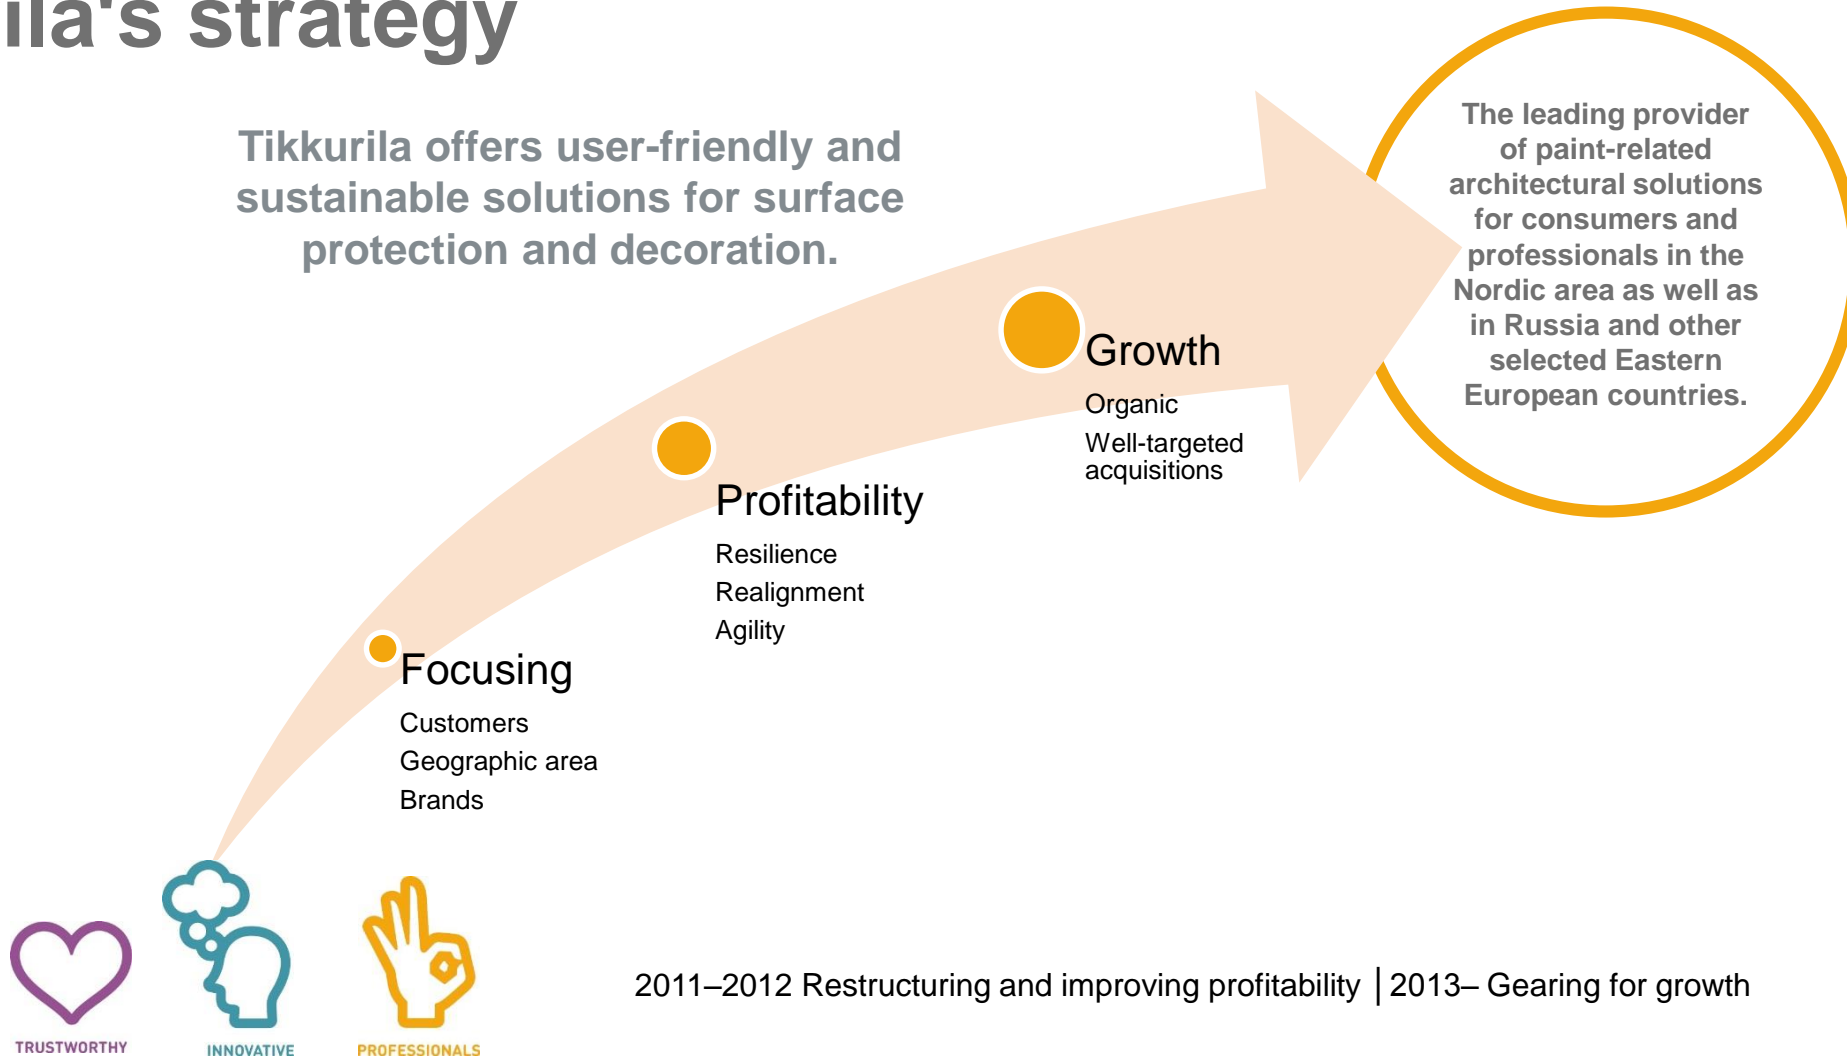 ila's strategy
Tikkurila offers user-friendly and
sustainable solutions for surface
protection and decoration.
The leading provider
of paint-related
architectural solutions
for consumers and
professionals in the
Nordic area as well as
in Russia and other
selected Eastern
European countries.
Growth
Organic
Well-targeted
acquisitions
Profitability
Resilience
Realignment
Agility
Focusing
Customers
Geographic area
Brands
TRUSTWORTHY
INNOVATIVE
PROFESSIONALS
2011–2012 Restructuring and improving profitability | 2013– Gearing for growth